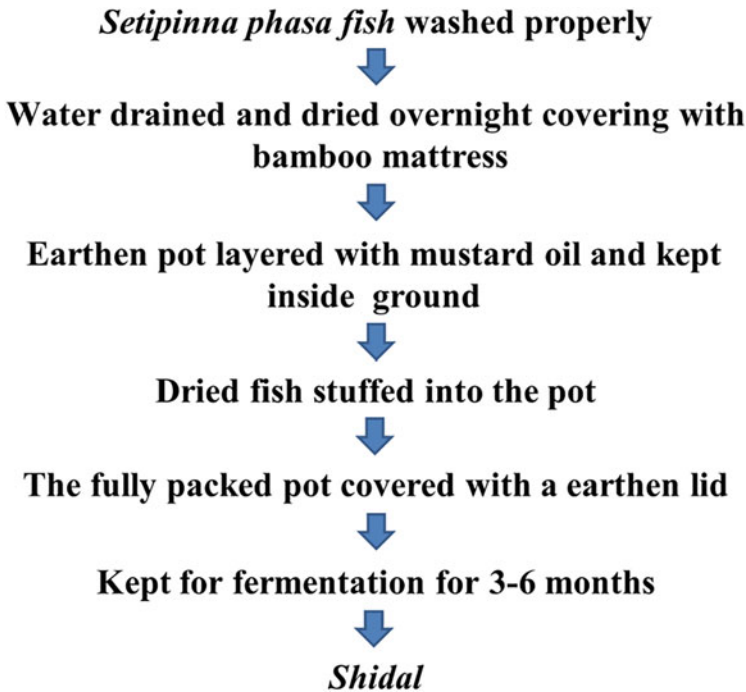 Setipinna phasa fish washed properly
Water drained and dried overnight covering with
bamboo mattress
Earthen pot layered with mustard oil and kept
inside ground
Dried fish stuffed into the pot
The fully packed pot covered with a earthen lid
Kept for fermentation for 3-6 months
Shidal